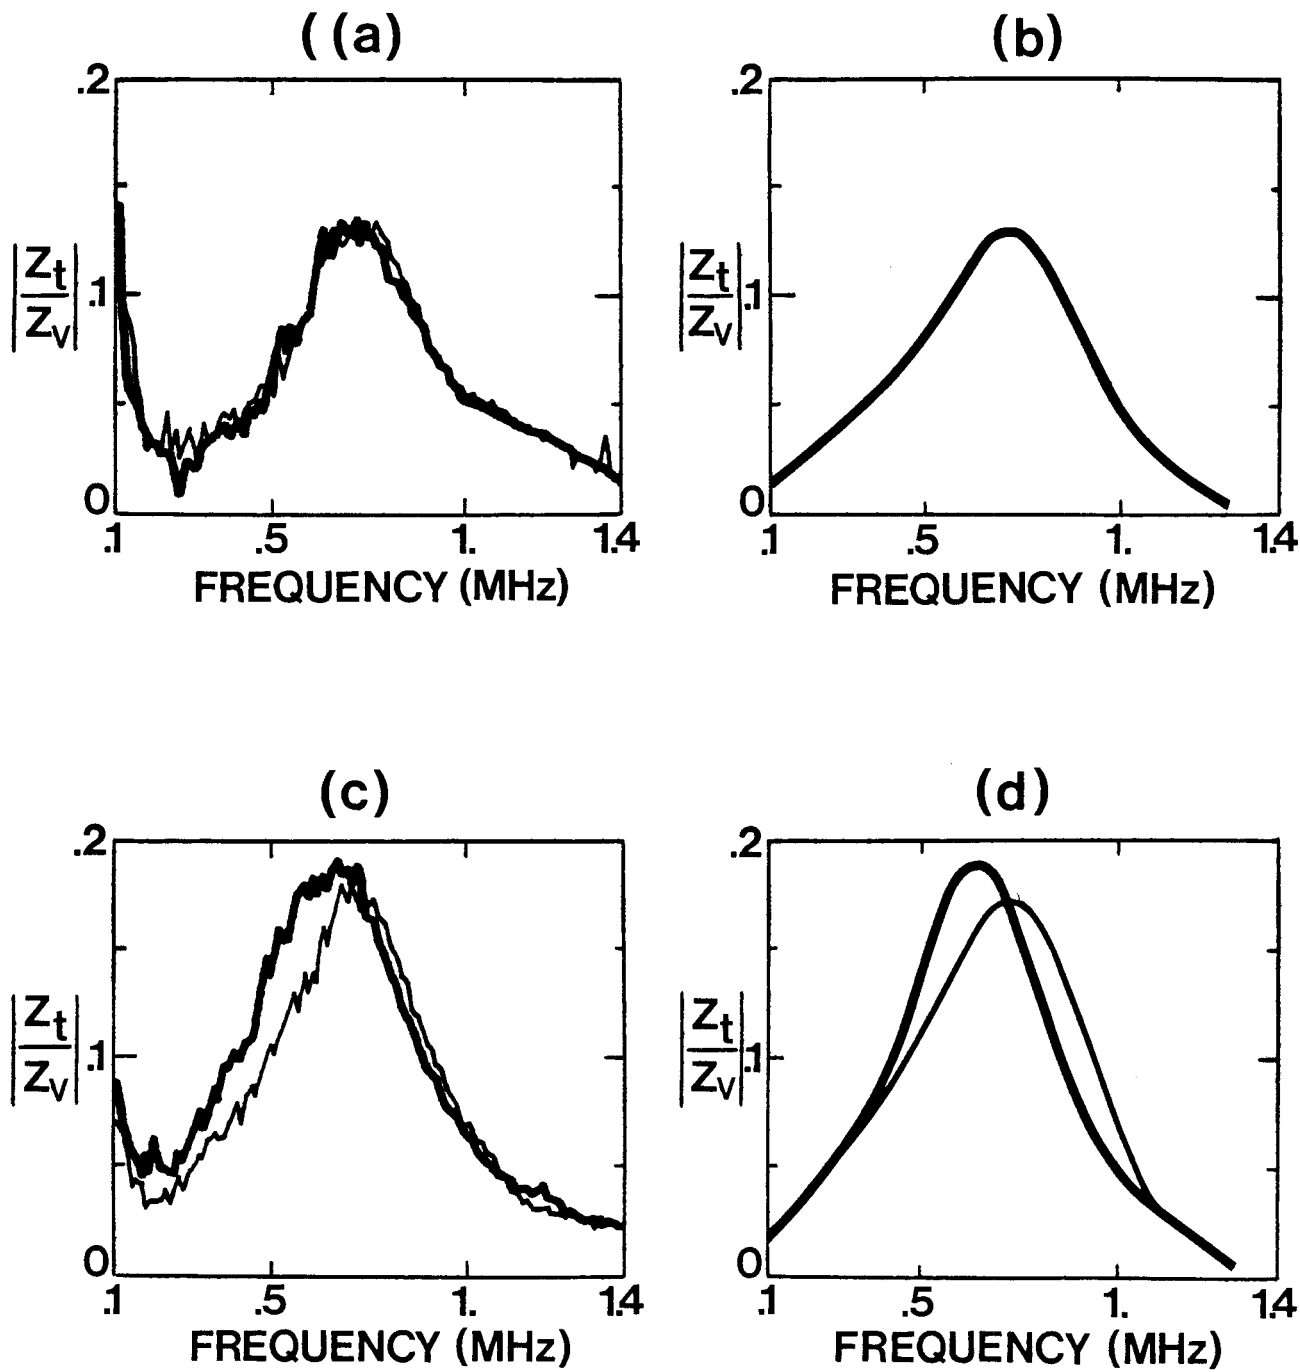 ( (a)
.2
|Zt/Zv| .1
0
.1 .5 1. 1.4
FREQUENCY (MHz)
(b)
.2
|Zt/Zv| .1
0
.1 .5 1. 1.4
FREQUENCY (MHz)
(c)
.2
|Zt/Zv| .1
0
.1 .5 1. 1.4
FREQUENCY (MHz)
(d)
.2
|Zt/Zv| .1
0
.1 .5 1. 1.4
FREQUENCY (MHz)